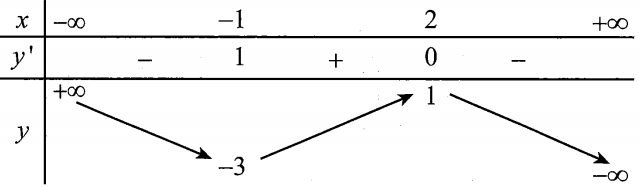 x −∞ −1 2 +∞
y' − 1 + 0 −
+∞ 1
y
−3 −∞